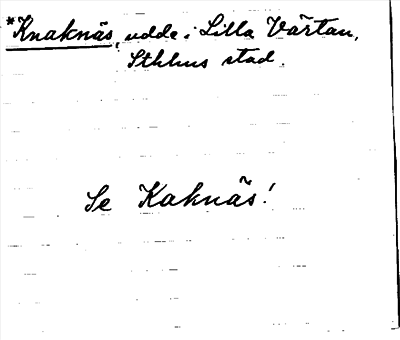 *Knaknäs, udde i Lilla Värtan,
Sthlms stad.
Se Kaknäs!